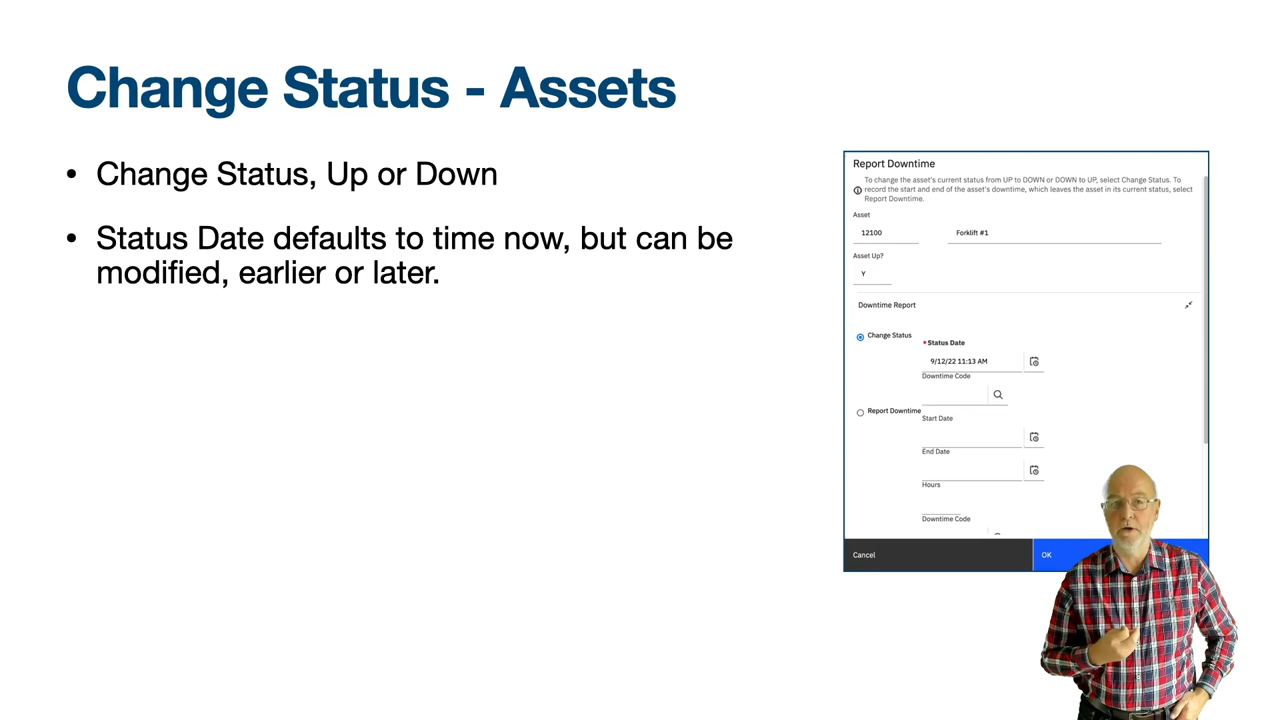 Change Status - Assets
• Change Status, Up or Down
• Status Date defaults to time now, but can be
modified, earlier or later.
Report Downtime
To change the asset's current status from UP to DOWN or DOWN to UP, select Change Status. To
record the start and end of the asset's downtime, which leaves the asset in its current status, select
Report Downtime.
Asset
12100 Forklift #1
Asset Up?
Y
Downtime Report
Change Status
* Status Date
9/12/22 11:13 AM
Downtime Code
Report Downtime
Start Date
End Date
Hours
Downtime Code
Cancel OK